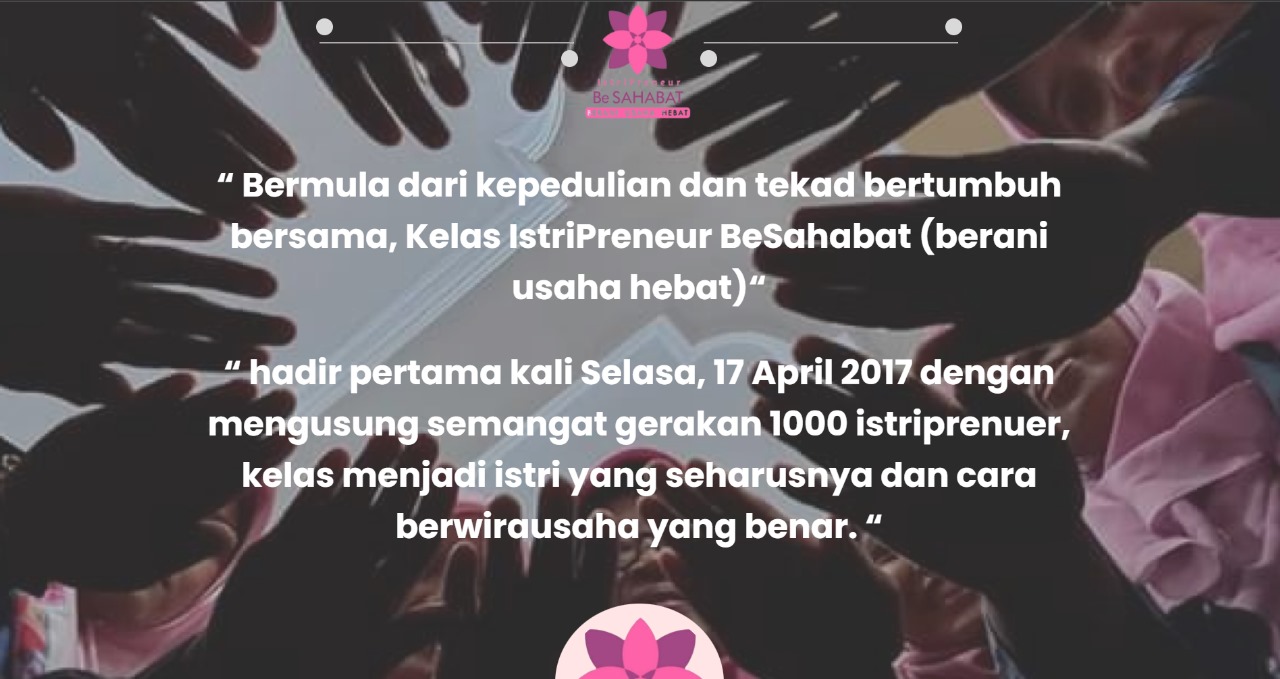 Be SAHABAT
HEBAT
“ Bermula dari kepedulian dan tekad bertumbuh
bersama, Kelas IstriPreneur BeSahabat (berani
usaha hebat)“
“ hadir pertama kali Selasa, 17 April 2017 dengan
mengusung semangat gerakan 1000 istriprenuer,
kelas menjadi istri yang seharusnya dan cara
berwirausaha yang benar. “